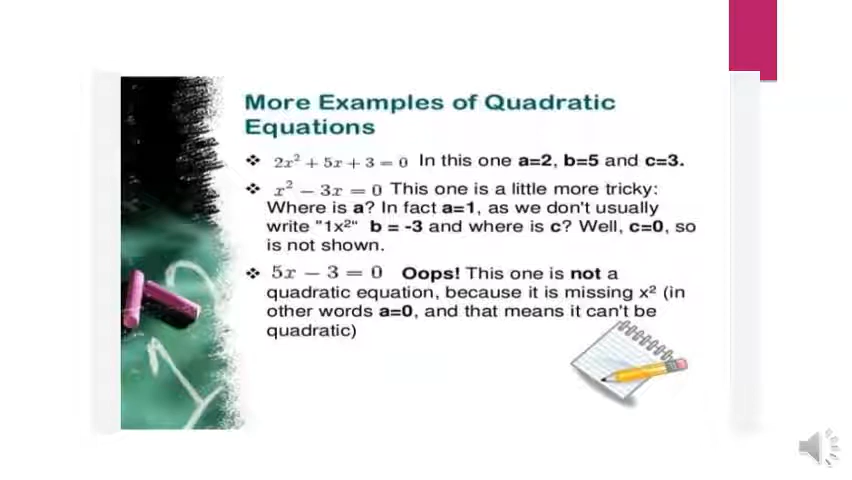 More Examples of Quadratic
Equations
❖ 2x² + 5x + 3 = 0 In this one a=2, b=5 and c=3.
❖ x² − 3x = 0 This one is a little more tricky:
Where is a? In fact a=1, as we don't usually
write "1x²" b = -3 and where is c? Well, c=0, so
is not shown.
❖ 5x − 3 = 0 Oops! This one is not a
quadratic equation, because it is missing x² (in
other words a=0, and that means it can't be
quadratic)